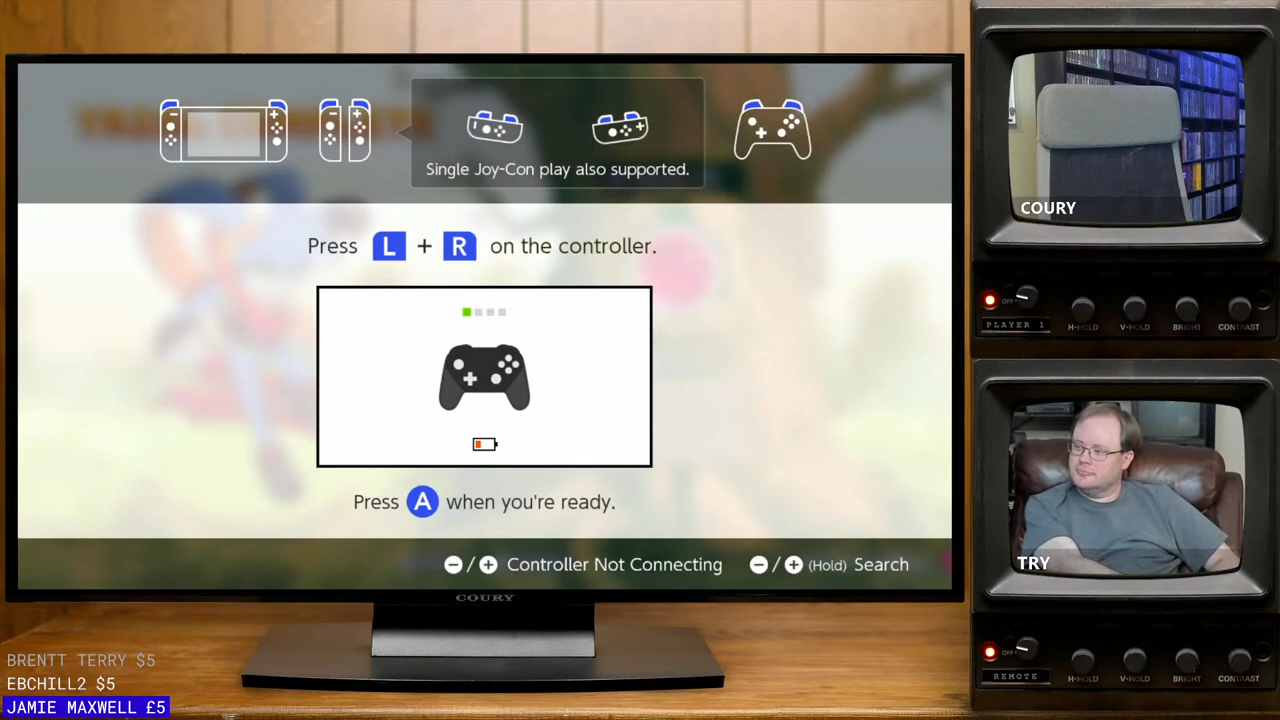 Single Joy-Con play also supported.
Press L + R on the controller.
Press A when you're ready.
Controller Not Connecting
(Hold) Search
COURY
BRENTT TERRY $5
EBCHILL2 $5
JAMIE MAXWELL £5
COURY
OFF
PLAYER 1
H-HOLD
V-HOLD
BRIGHT
CONTRAST
TRY
OFF
REMOTE
H-HOLD
V-HOLD
BRIGHT
CONTRAST